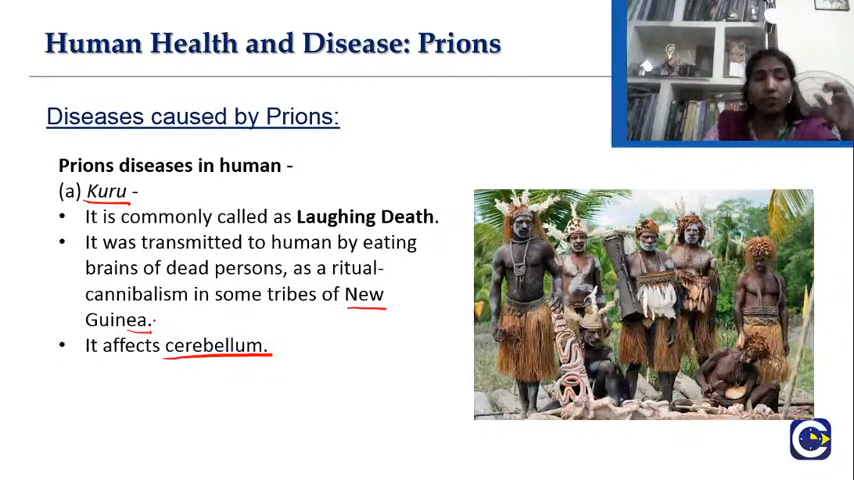 Human Health and Disease: Prions
Diseases caused by Prions:
Prions diseases in human -
(a) Kuru -
• It is commonly called as Laughing Death.
• It was transmitted to human by eating
brains of dead persons, as a ritual-
cannibalism in some tribes of New
Guinea.
• It affects cerebellum.